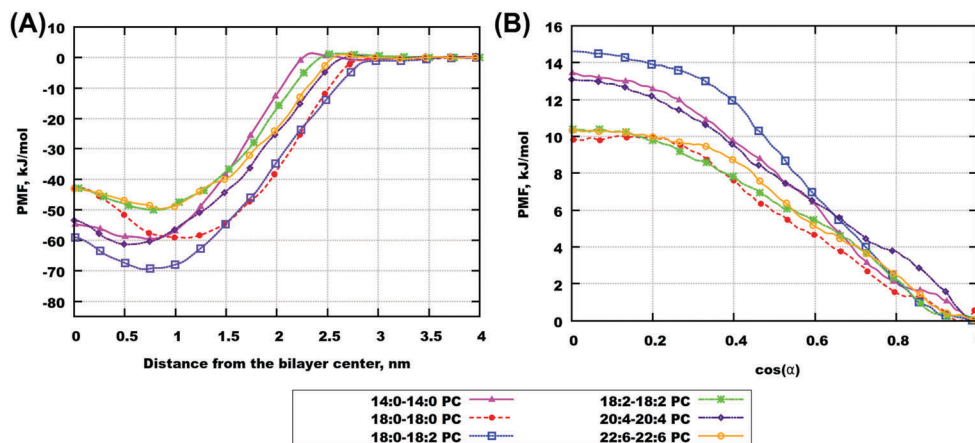 (A)
10
0
-10
-20
-30
-40
-50
-60
-70
-80
PMF, kJ/mol
0 0.5 1 1.5 2 2.5 3 3.5 4
Distance from the bilayer center, nm
(B)
16
14
12
10
8
6
4
2
0
PMF, kJ/mol
0 0.2 0.4 0.6 0.8 1
cos(α)
14:0-14:0 PC
18:0-18:0 PC
18:0-18:2 PC
18:2-18:2 PC
20:4-20:4 PC
22:6-22:6 PC